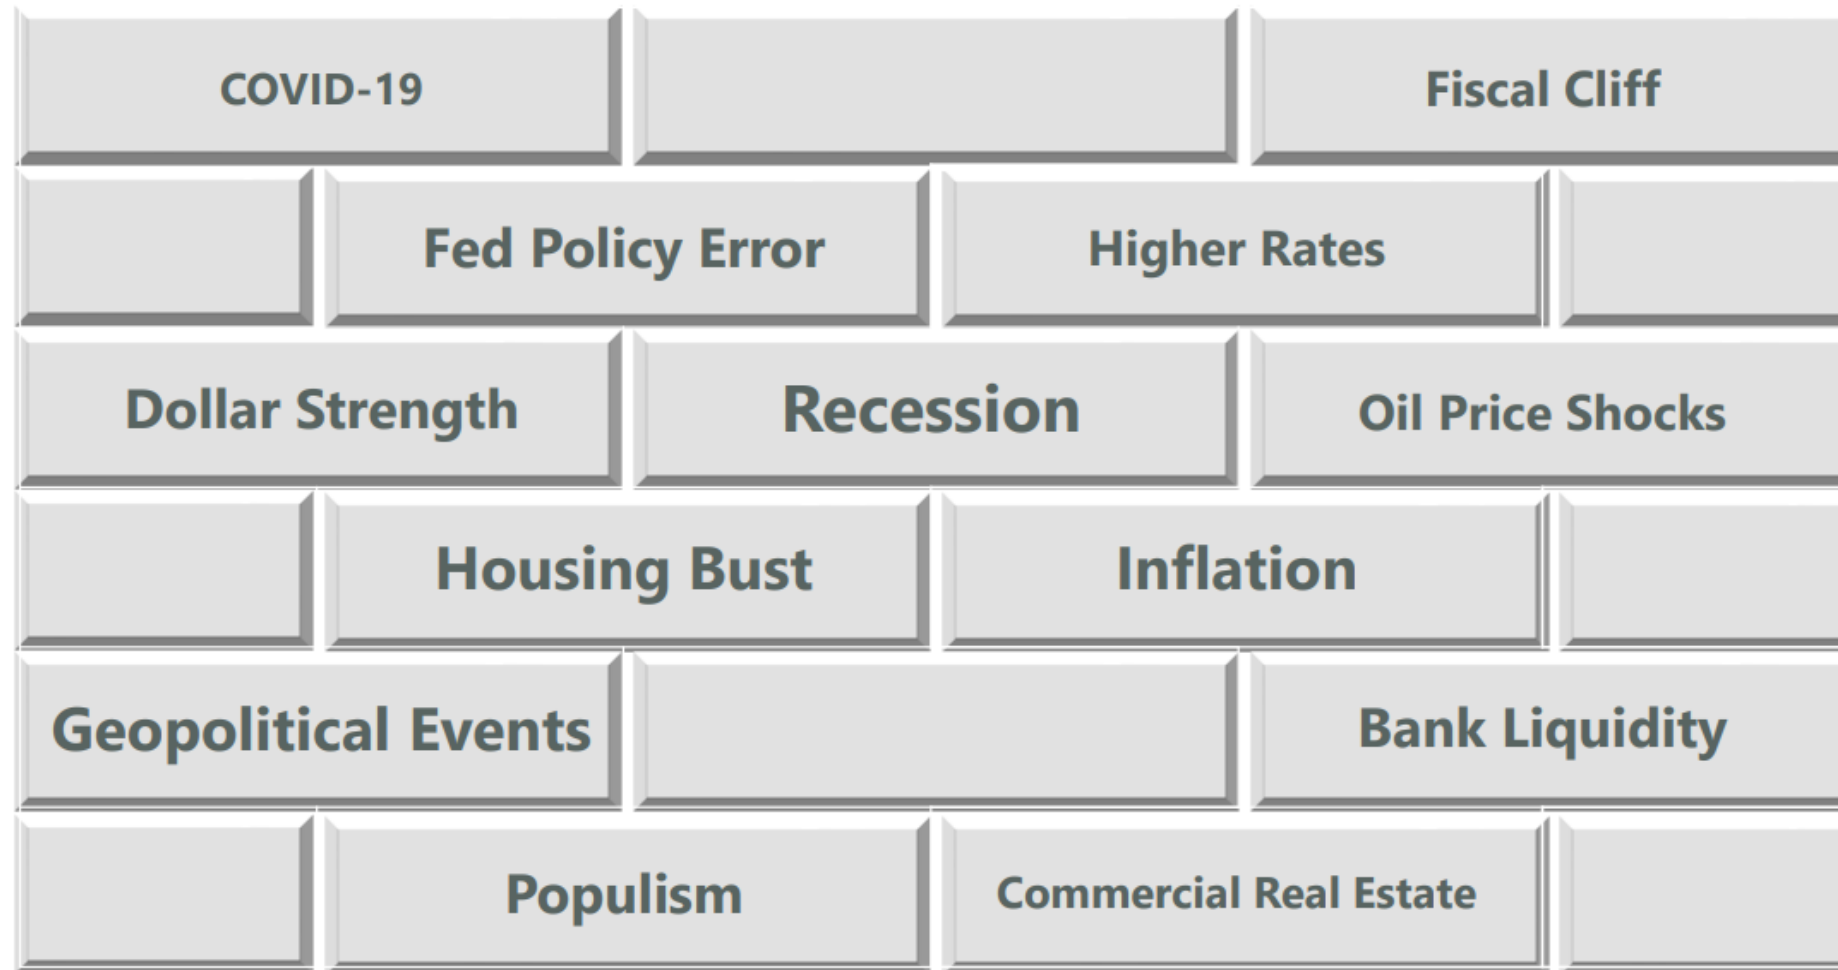 COVID-19
Fiscal Cliff
Fed Policy Error
Higher Rates
Dollar Strength
Recession
Oil Price Shocks
Housing Bust
Inflation
Geopolitical Events
Bank Liquidity
Populism
Commercial Real Estate